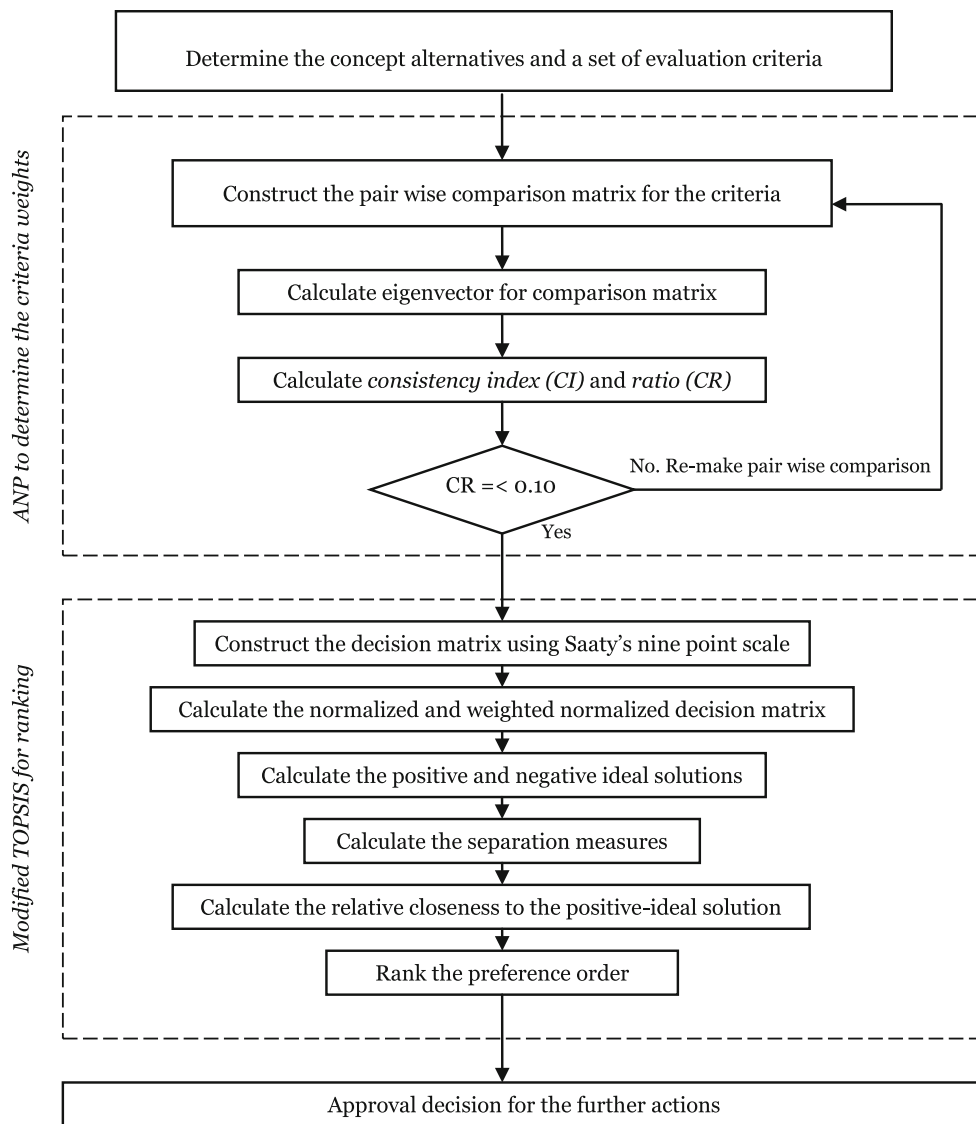 Determine the concept alternatives and a set of evaluation criteria
ANP to determine the criteria weights
Construct the pair wise comparison matrix for the criteria
Calculate eigenvector for comparison matrix
Calculate consistency index (CI) and ratio (CR)
CR =< 0.10
No. Re-make pair wise comparison
Yes
Modified TOPSIS for ranking
Construct the decision matrix using Saaty's nine point scale
Calculate the normalized and weighted normalized decision matrix
Calculate the positive and negative ideal solutions
Calculate the separation measures
Calculate the relative closeness to the positive-ideal solution
Rank the preference order
Approval decision for the further actions